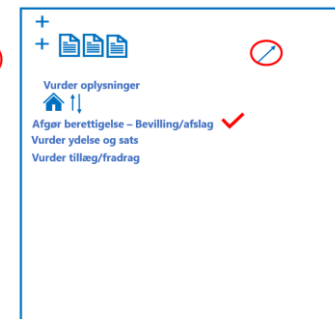 +
+
Vurder oplysninger
Afgør berettigelse – Bevilling/afslag
Vurder ydelse og sats
Vurder tillæg/fradrag